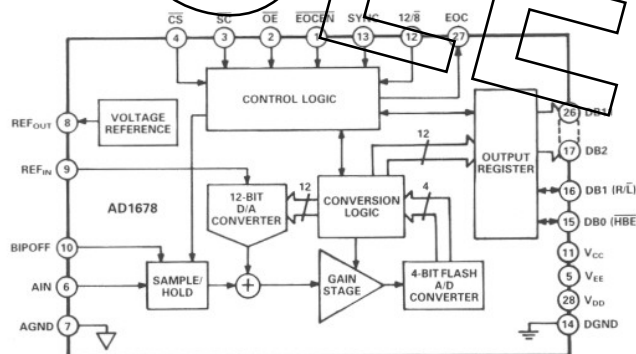 CS SC OE EOCEN SYNC 12/8 EOC
4 3 2 1 13 12 27
CONTROL LOGIC
REFOUT 8
VOLTAGE REFERENCE
26
12
17 DB2
OUTPUT REGISTER
REFIN 9
12-BIT D/A CONVERTER
12
CONVERSION LOGIC
4
16 DB1 (R/L)
AD1678
15 DB0 (HBE
BIPOFF 10
11 VCC
AIN 6
SAMPLE/HOLD
+
GAIN STAGE
4-BIT FLASH A/D CONVERTER
5 VEE
28 VDD
AGND 7
14 DGND